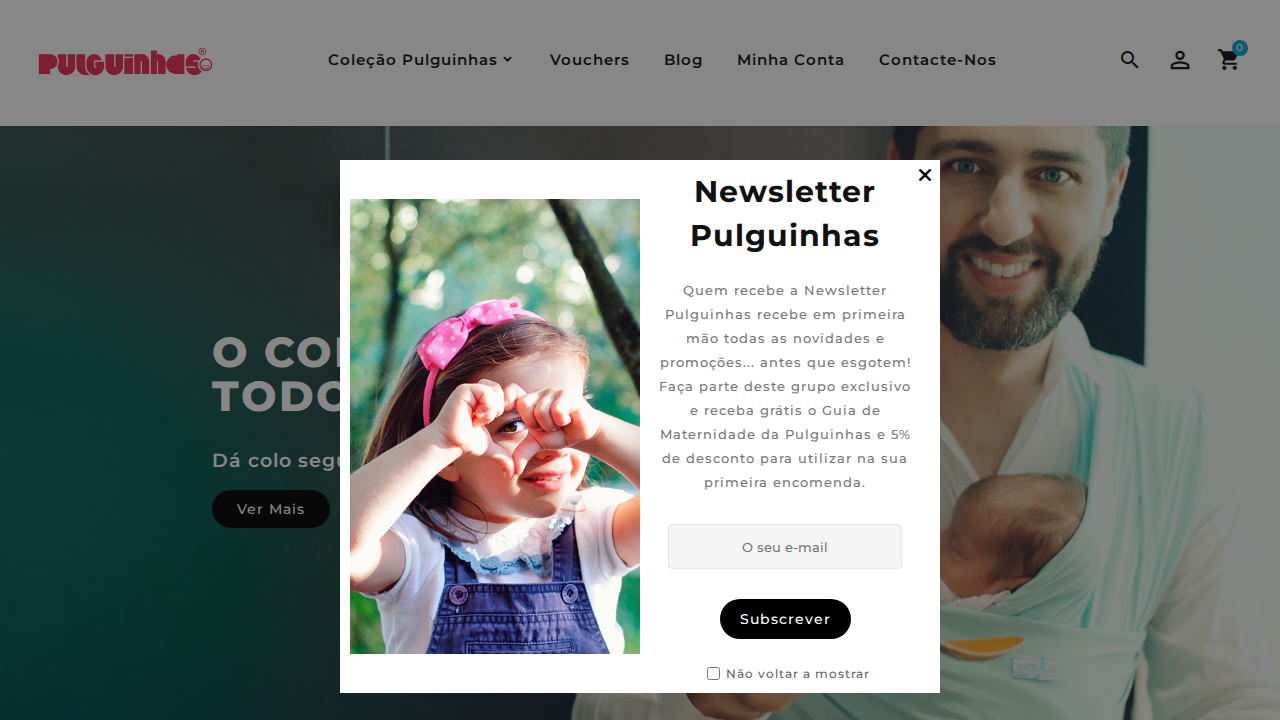 PULGUINHAS®
Coleção Pulguinhas
Vouchers
Blog
Minha Conta
Contacte-Nos
0
Newsletter
Pulguinhas
Quem recebe a Newsletter
Pulguinhas recebe em primeira
mão todas as novidades e
promoções... antes que esgotem!
Faça parte deste grupo exclusivo
e receba grátis o Guia de
Maternidade da Pulguinhas e 5%
de desconto para utilizar na sua
primeira encomenda.
O seu e-mail
Subscrever
Não voltar a mostrar
O
TODO
Dá colo
Ver Mais